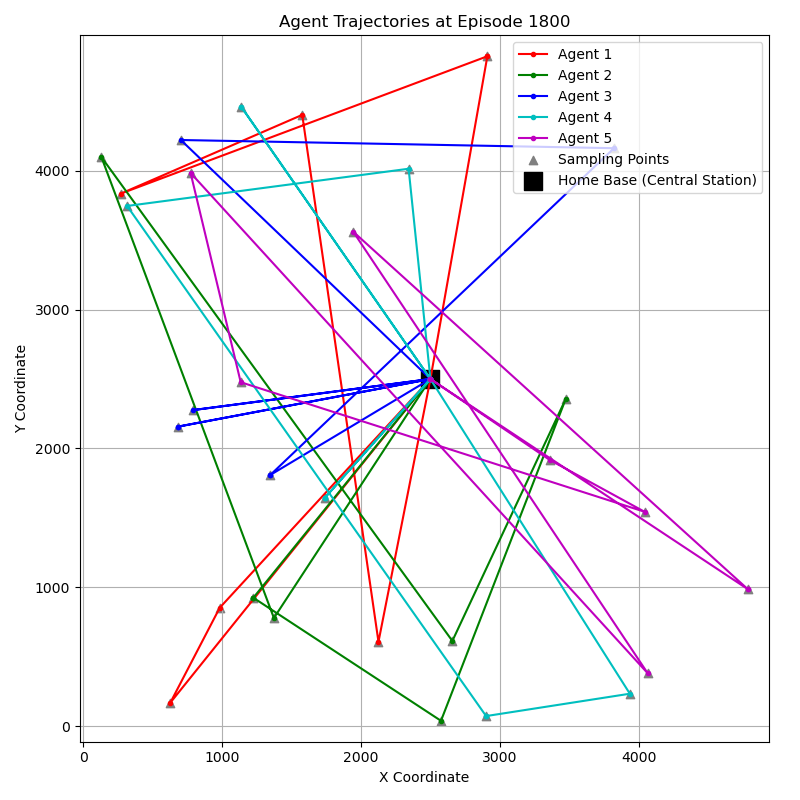 Agent Trajectories at Episode 1800
Agent 1
Agent 2
Agent 3
Agent 4
Agent 5
Sampling Points
Home Base (Central Station)
Y Coordinate
4000
3000
2000
1000
0
0 1000 2000 3000 4000
X Coordinate